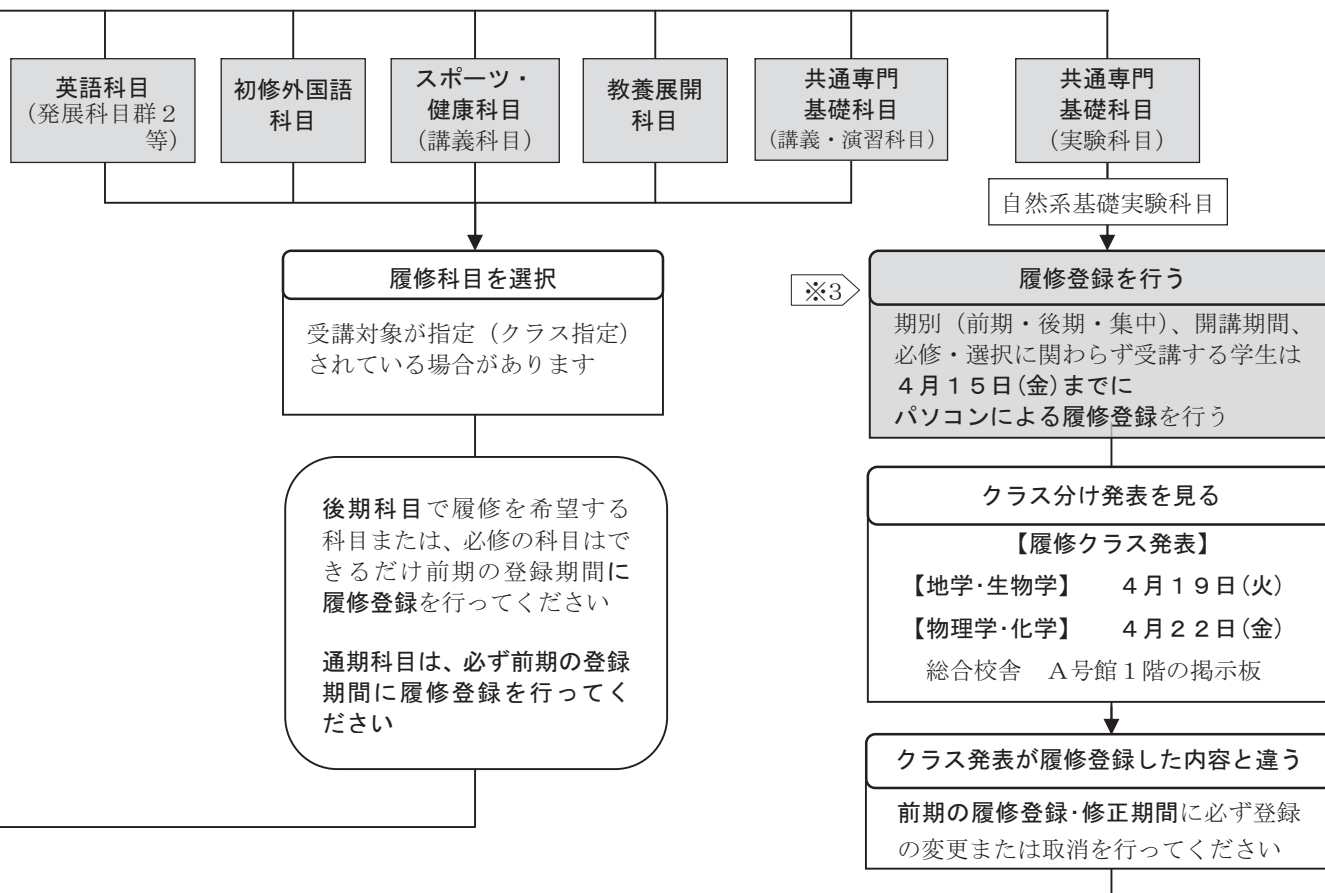 英語科目
(発展科目群2
等)
初修外国語
科目
スポーツ・
健康科目
(講義科目)
教養展開
科目
共通専門
基礎科目
(講義・演習科目)
共通専門
基礎科目
(実験科目)
自然系基礎実験科目
履修科目を選択
受講対象が指定(クラス指定)
されている場合があります
後期科目で履修を希望する
科目または、必修の科目はで
きるだけ前期の登録期間に
履修登録を行ってください
通期科目は、必ず前期の登録
期間に履修登録を行ってく
ださい
※3
履修登録を行う
期別(前期・後期・集中)、開講期間、
必修・選択に関わらず受講する学生は
4月15日(金)までに
パソコンによる履修登録を行う
クラス分け発表を見る
【履修クラス発表】
【地学・生物学】 4月19日(火)
【物理学・化学】 4月22日(金)
総合校舎 A号館1階の掲示板
クラス発表が履修登録した内容と違う
前期の履修登録・修正期間に必ず登録
の変更または取消を行ってください